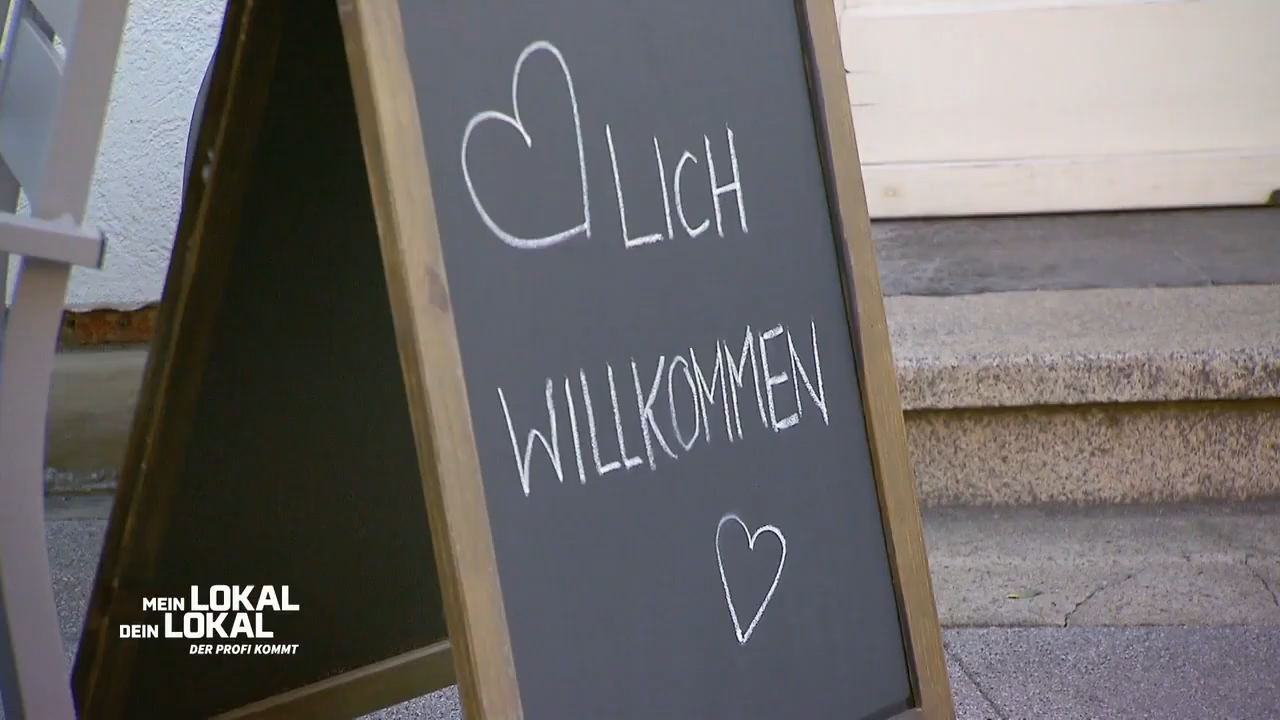 ♡LICH
WILLKOMMEN
♡
MEIN LOKAL
DEIN LOKAL
DER PROFI KOMMT